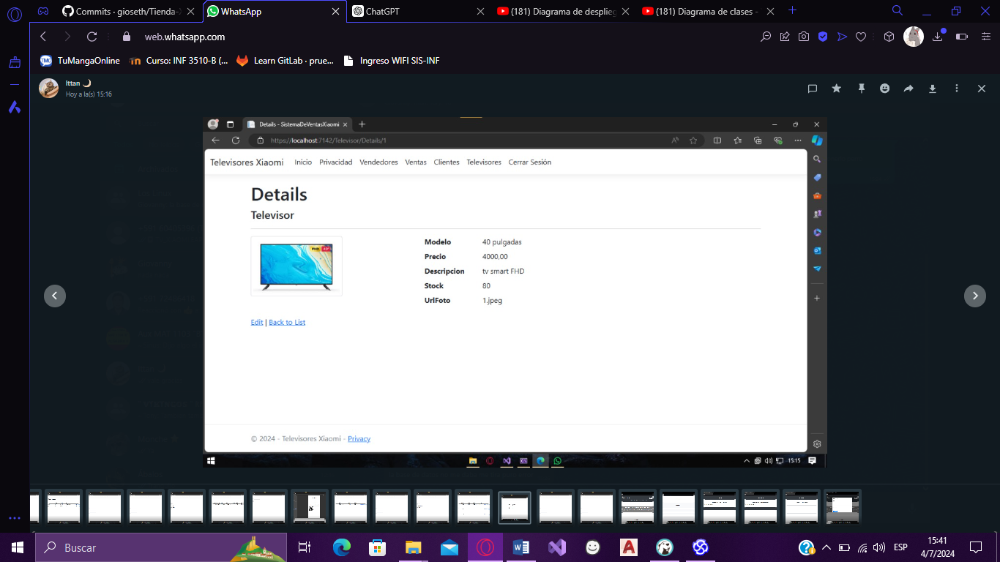 Commits · gioseth/Tienda-X
WhatsApp
ChatGPT
(181) Diagrama de desplieg
(181) Diagrama de clases -
web.whatsapp.com
TuMangaOnline
Curso: INF 3510-B (...
Learn GitLab · prue...
Ingreso WIFI SIS-INF
Ittan
Hoy a la(s) 15:16
Details - SistemaDeVentasXiaomi
https://localhost:7142/Televisor/Details/1
Televisores Xiaomi Inicio Privacidad Vendedores Ventas Clientes Televisores Cerrar Sesión
Details
Televisor
Modelo 40 pulgadas
Precio 4000,00
Descripcion tv smart FHD
Stock 80
UrlFoto 1.jpeg
Edit | Back to List
© 2024 - Televisores Xiaomi - Privacy
15:15
Buscar
ESP
15:41
4/7/2024